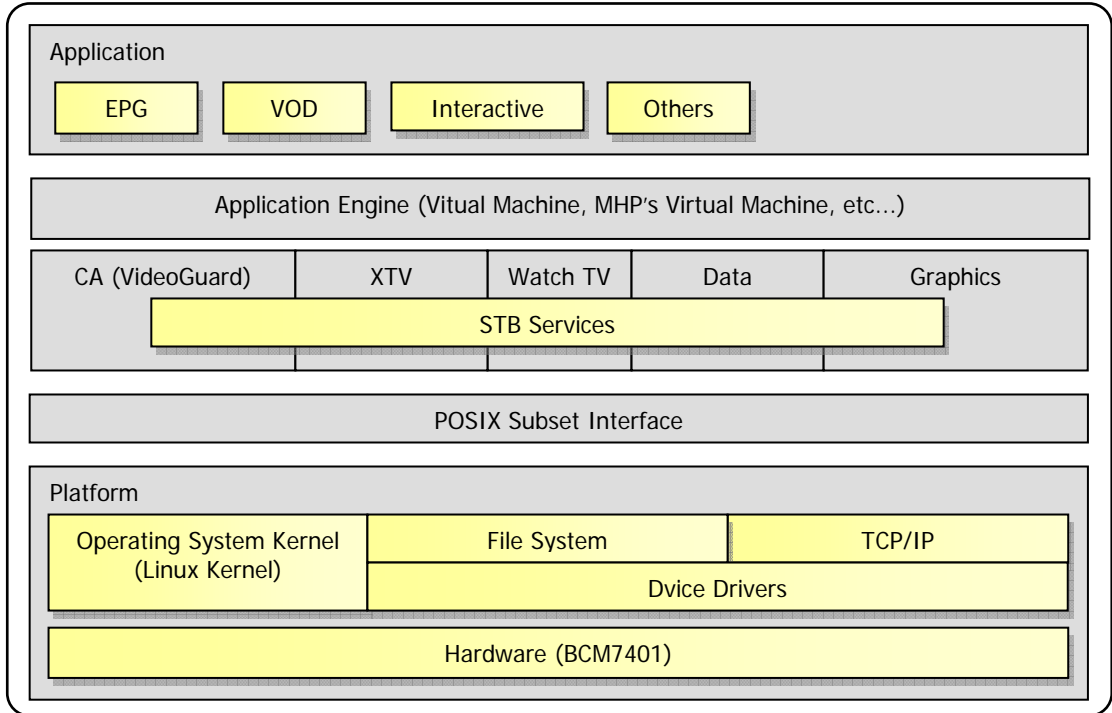 Application
EPG
VOD
Interactive
Others
Application Engine (Vitual Machine, MHP's Virtual Machine, etc…)
CA (VideoGuard)
XTV
Watch TV
Data
Graphics
STB Services
POSIX Subset Interface
Platform
Operating System Kernel
(Linux Kernel)
File System
TCP/IP
Dvice Drivers
Hardware (BCM7401)